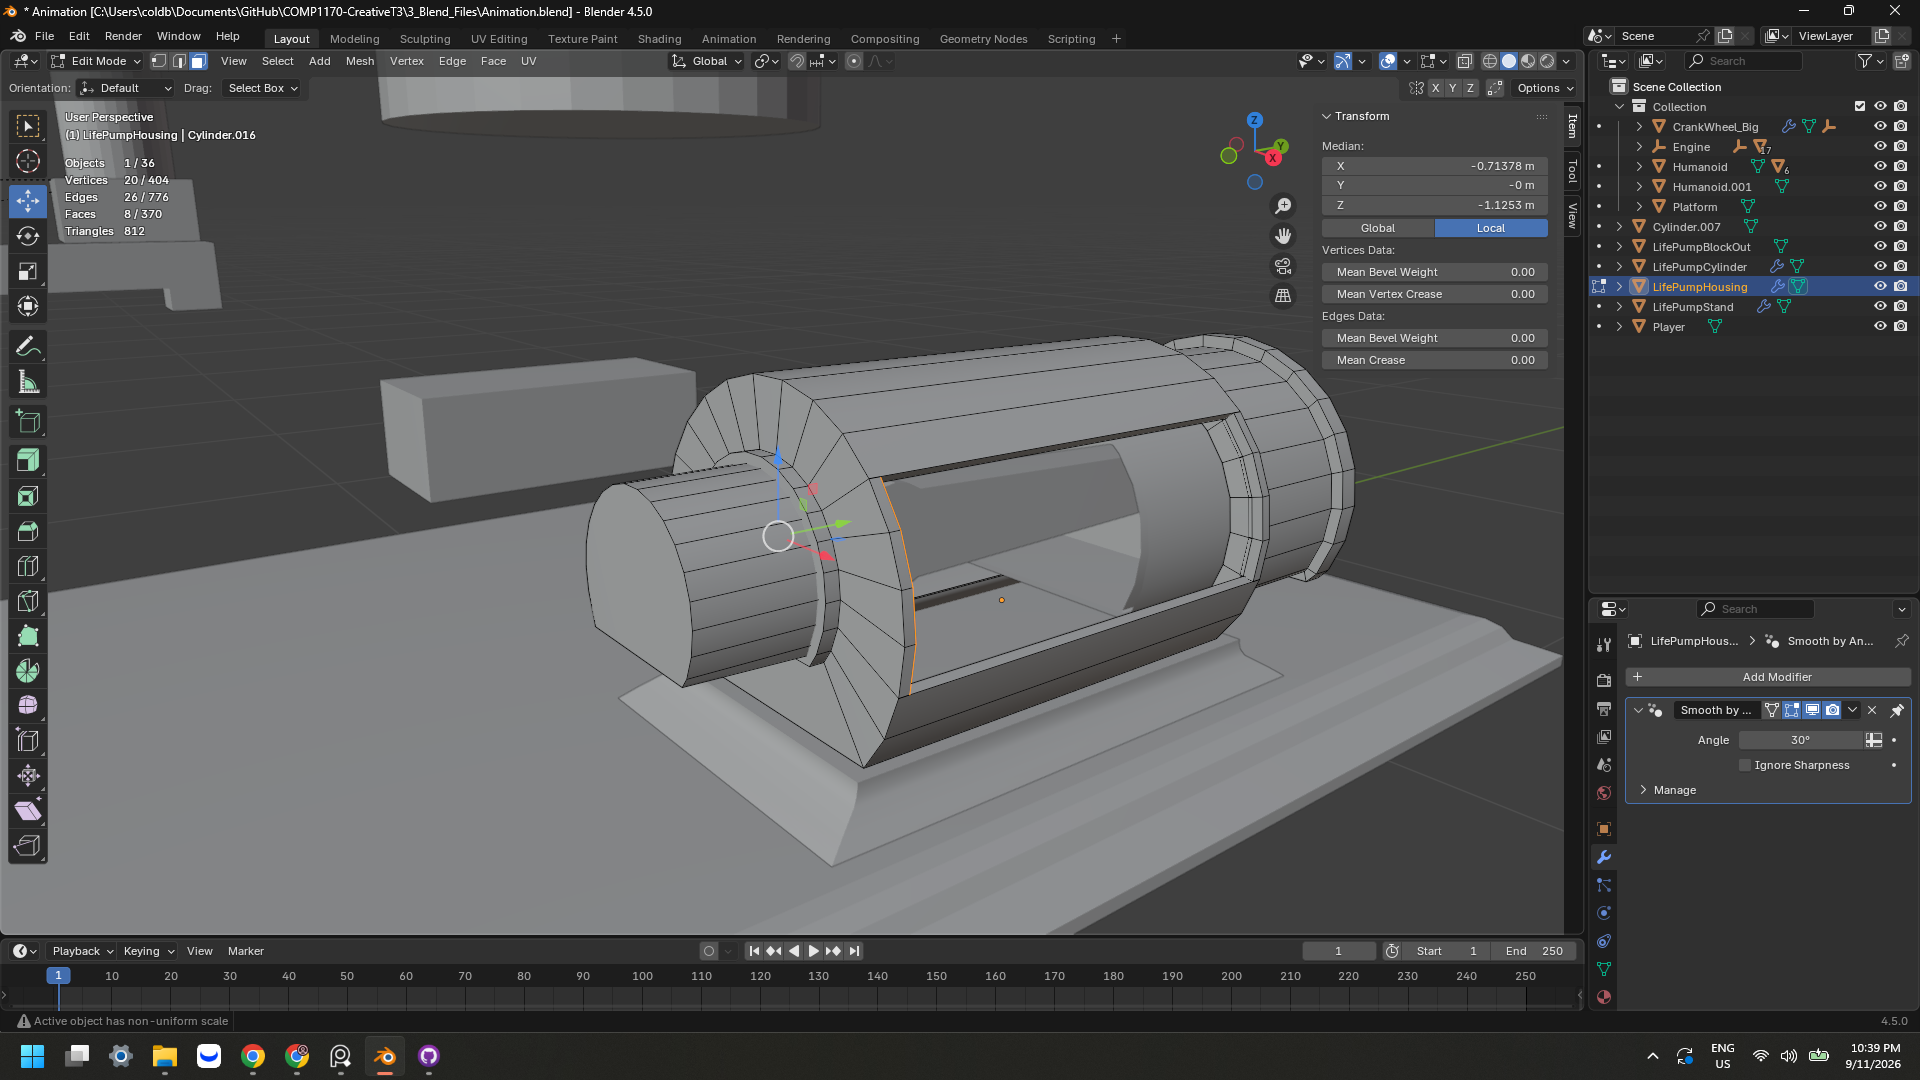 * Animation [C:\Users\coldb\Documents\GitHub\COMP1170-CreativeT3\3_Blend_Files\Animation.blend] - Blender 4.5.0
File Edit Render Window Help Layout Modeling Sculpting UV Editing Texture Paint Shading Animation Rendering Compositing Geometry Nodes Scripting + Scene ViewLayer
Edit Mode View Select Add Mesh Vertex Edge Face UV Global Search
Orientation: Default Drag: Select Box X Y Z Options
User Perspective
(1) LifePumpHousing | Cylinder.016
Objects 1 / 36
Vertices 20 / 404
Edges 26 / 776
Faces 8 / 370
Triangles 812
Z
Y
X
Transform
Median:
X -0.71378 m
Y -0 m
Z -1.1253 m
Global Local
Vertices Data:
Mean Bevel Weight 0.00
Mean Vertex Crease 0.00
Edges Data:
Mean Bevel Weight 0.00
Mean Crease 0.00
Item
Tool
View
Scene Collection
Collection
CrankWheel_Big
Engine 17
Humanoid 6
Humanoid.001
Platform
Cylinder.007
LifePumpBlockOut
LifePumpCylinder
LifePumpHousing
LifePumpStand
Player
Search
LifePumpHous... > Smooth by An...
+ Add Modifier
Smooth by ...
Angle 30°
Ignore Sharpness
Manage
Playback Keying View Marker 1 Start 1 End 250
1 10 20 30 40 50 60 70 80 90 100 110 120 130 140 150 160 170 180 190 200 210 220 230 240 250
Active object has non-uniform scale
4.5.0
ENG
US
10:39 PM
9/11/2026